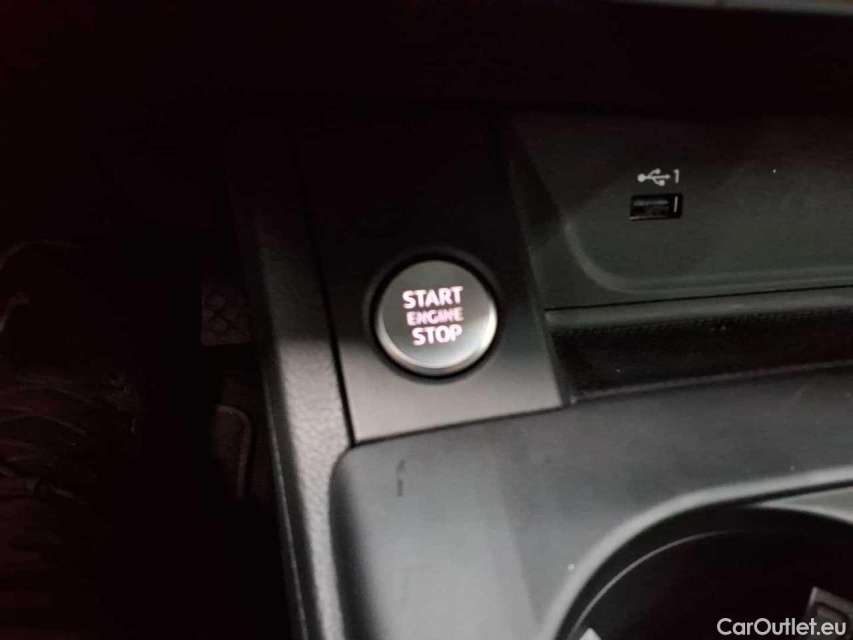 1
START
ENGINE
STOP
CarOutlet.eu